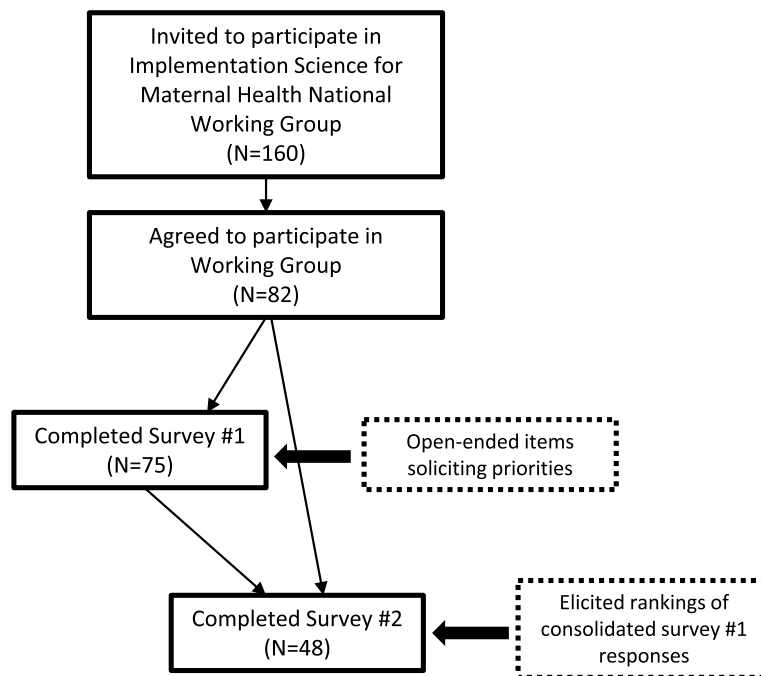 Invited to participate in
Implementation Science for
Maternal Health National
Working Group
(N=160)
Agreed to participate in
Working Group
(N=82)
Completed Survey #1
(N=75)
Open-ended items
soliciting priorities
Completed Survey #2
(N=48)
Elicited rankings of
consolidated survey #1
responses